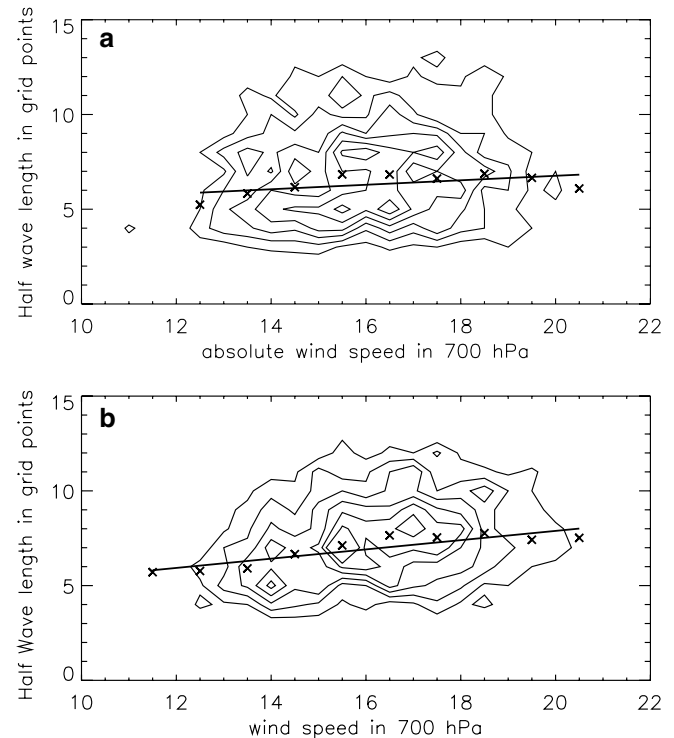 a
15
10
5
0
Half wave length in grid points
10 12 14 16 18 20 22
absolute wind speed in 700 hPa
b
15
10
5
0
Half Wave length in grid points
10 12 14 16 18 20 22
wind speed in 700 hPa